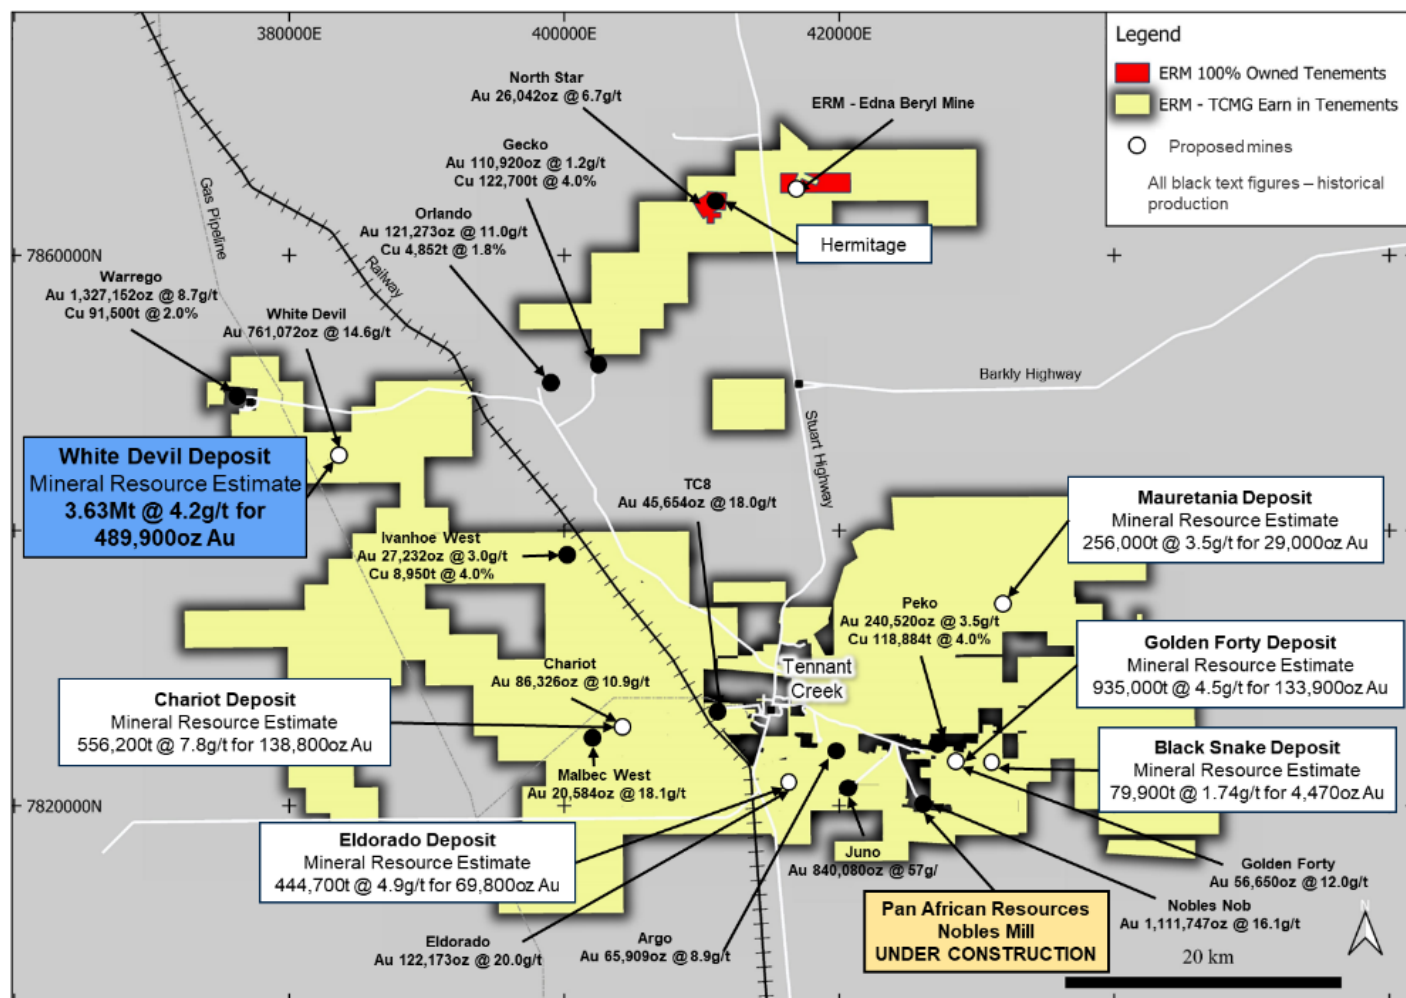 380000E
400000E
420000E
Legend
ERM 100% Owned Tenements
ERM - TCMG Earn in Tenements
Proposed mines
All black text figures – historical
production
North Star
Au 26,042oz @ 6.7g/t
ERM - Edna Beryl Mine
Gecko
Au 110,920oz @ 1.2g/t
Cu 122,700t @ 4.0%
Gas Pipeline
Orlando
Au 121,273oz @ 11.0g/t
Cu 4,852t @ 1.8%
Hermitage
7860000N
Railway
Warrego
Au 1,327,152oz @ 8.7g/t
Cu 91,500t @ 2.0%
White Devil
Au 761,072oz @ 14.6g/t
Barkly Highway
Stuart Highway
White Devil Deposit
Mineral Resource Estimate
3.63Mt @ 4.2g/t for
489,900oz Au
TC8
Au 45,654oz @ 18.0g/t
Mauretania Deposit
Mineral Resource Estimate
256,000t @ 3.5g/t for 29,000oz Au
Ivanhoe West
Au 27,232oz @ 3.0g/t
Cu 8,950t @ 4.0%
Peko
Au 240,520oz @ 3.5g/t
Cu 118,884t @ 4.0%
Golden Forty Deposit
Mineral Resource Estimate
935,000t @ 4.5g/t for 133,900oz Au
Tennant
Creek
Chariot
Au 86,326oz @ 10.9g/t
Chariot Deposit
Mineral Resource Estimate
556,200t @ 7.8g/t for 138,800oz Au
Black Snake Deposit
Mineral Resource Estimate
79,900t @ 1.74g/t for 4,470oz Au
Malbec West
Au 20,584oz @ 18.1g/t
7820000N
Eldorado Deposit
Mineral Resource Estimate
444,700t @ 4.9g/t for 69,800oz Au
Juno
Au 840,080oz @ 57g/
Golden Forty
Au 56,650oz @ 12.0g/t
Pan African Resources
Nobles Mill
UNDER CONSTRUCTION
Nobles Nob
Au 1,111,747oz @ 16.1g/t
Eldorado
Au 122,173oz @ 20.0g/t
Argo
Au 65,909oz @ 8.9g/t
N
20 km